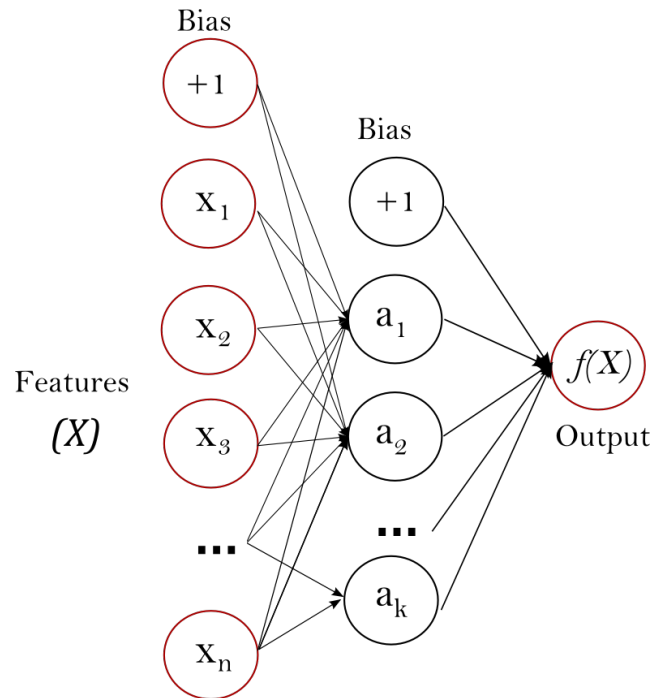 Bias
+1
x₁
x₂
x₃
...
xₙ
Features
(X)
Bias
+1
a₁
a₂
...
aₖ
f(X)
Output